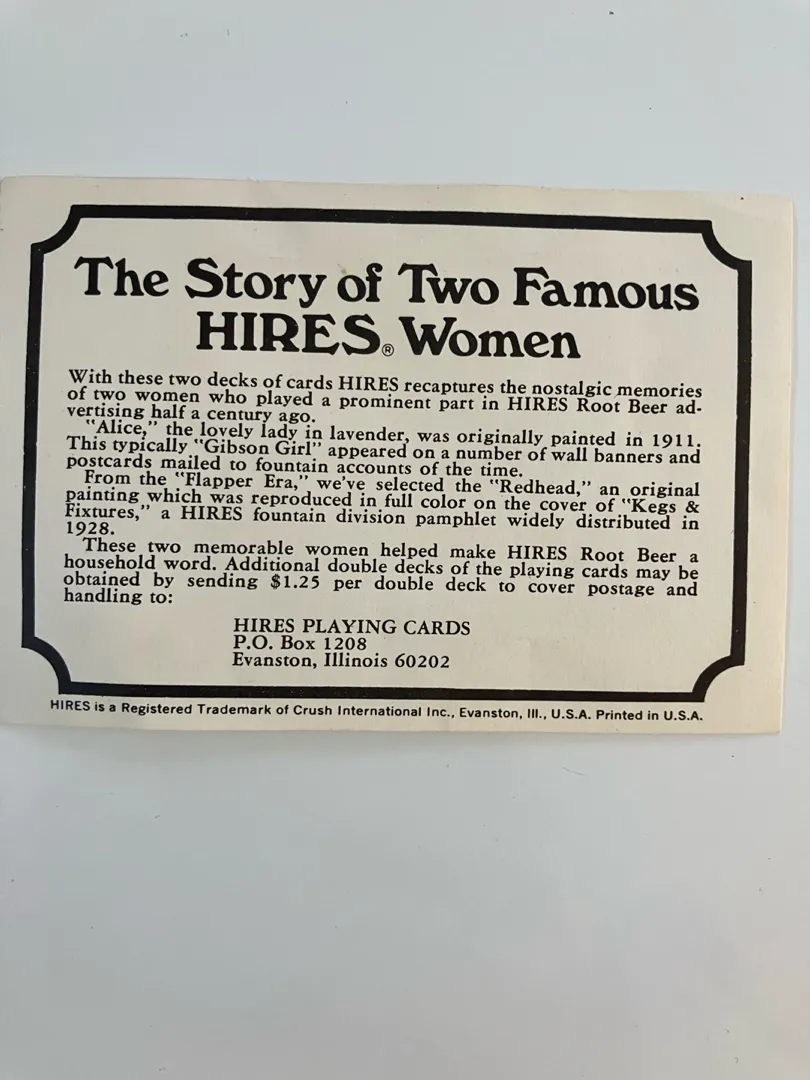 The Story of Two Famous
HIRES® Women
With these two decks of cards HIRES recaptures the nostalgic memories
of two women who played a prominent part in HIRES Root Beer ad-
vertising half a century ago.
"Alice," the lovely lady in lavender, was originally painted in 1911.
This typically "Gibson Girl" appeared on a number of wall banners and
postcards mailed to fountain accounts of the time.
From the "Flapper Era," we've selected the "Redhead," an original
painting which was reproduced in full color on the cover of "Kegs &
Fixtures," a HIRES fountain division pamphlet widely distributed in
1928.
These two memorable women helped make HIRES Root Beer a
household word. Additional double decks of the playing cards may be
obtained by sending $1.25 per double deck to cover postage and
handling to:
HIRES PLAYING CARDS
P.O. Box 1208
Evanston, Illinois 60202
HIRES is a Registered Trademark of Crush International Inc., Evanston, Ill., U.S.A. Printed in U.S.A.